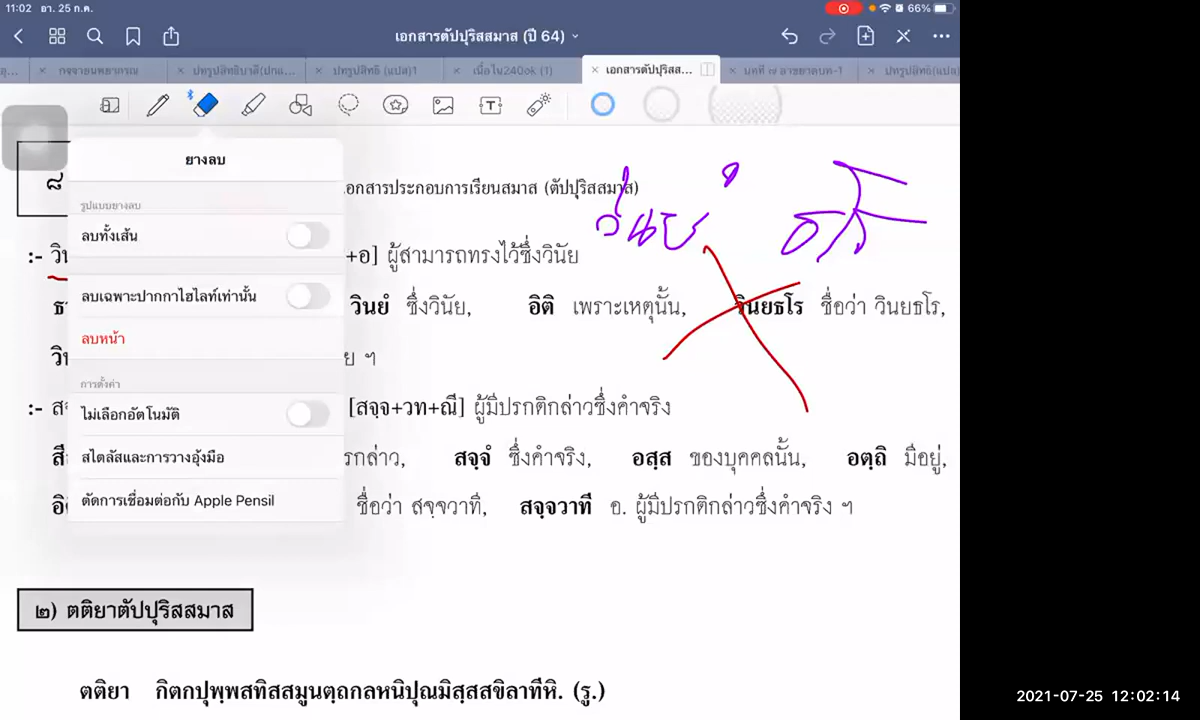 11:02 อา. 25 ก.ค. 66%
เอกสารตัปปุริสสมาส (ปี 64)
กจจายนพยากรณ ปทรูปสิทธิบาลี(ปกแ... ปทรูปสิทธิ (แปล)1 เนื้อใน240ok (1) เอกสารตัปปุริสส... บทที่ ๗ อาขยาตบท-1 ปทรูปสิทธิ(แปล)
ยางลบ
๘ เอกสารประกอบการเรียนสมาส (ตัปปุริสสมาส)
รูปแบบยางลบ
ลบทั้งเส้น
:- วิน +อ] ผู้สามารถทรงไว้ซึ่งวินัย
ลบเฉพาะปากกาไฮไลท์เท่านั้น
ธา วินยํ ซึ่งวินัย, อิติ เพราะเหตุนั้น, วินยธโร ชื่อว่า วินยธโร,
ลบหน้า
วิน ย ฯ
การตั้งค่า
ไม่เลือกอัตโนมัติ
:- สจ [สจฺจ+วท+ณี] ผู้มีปรกติกล่าวซึ่งคำจริง
สไตลัสและการวางอุ้งมือ
สี รกล่าว, สจฺจํ ซึ่งคำจริง, อสฺส ของบุคคลนั้น, อตฺถิ มีอยู่,
ตัดการเชื่อมต่อกับ Apple Pensil
อิ ชื่อว่า สจฺจวาที, สจฺจวาที อ. ผู้มีปรกติกล่าวซึ่งคำจริง ฯ
๒) ตติยาตัปปุริสสมาส
ตติยา กิตกปุพฺพสทิสสมูนตฺถกลหนิปุณมิสฺสสขิลาทีหิ. (รู.)
2021-07-25 12:02:14